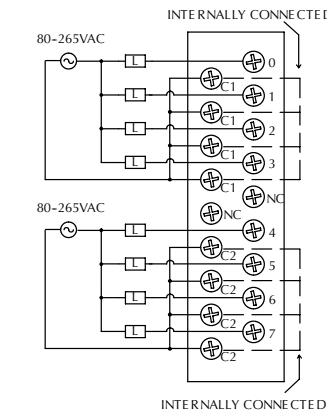 INTERNALLY CONNECTED
80-265VAC
L
0
C1
L
1
C1
L
2
C1
L
3
C1
NC
NC
80-265VAC
L
4
C2
L
5
C2
L
6
C2
L
7
C2
INTERNALLY CONNECTED